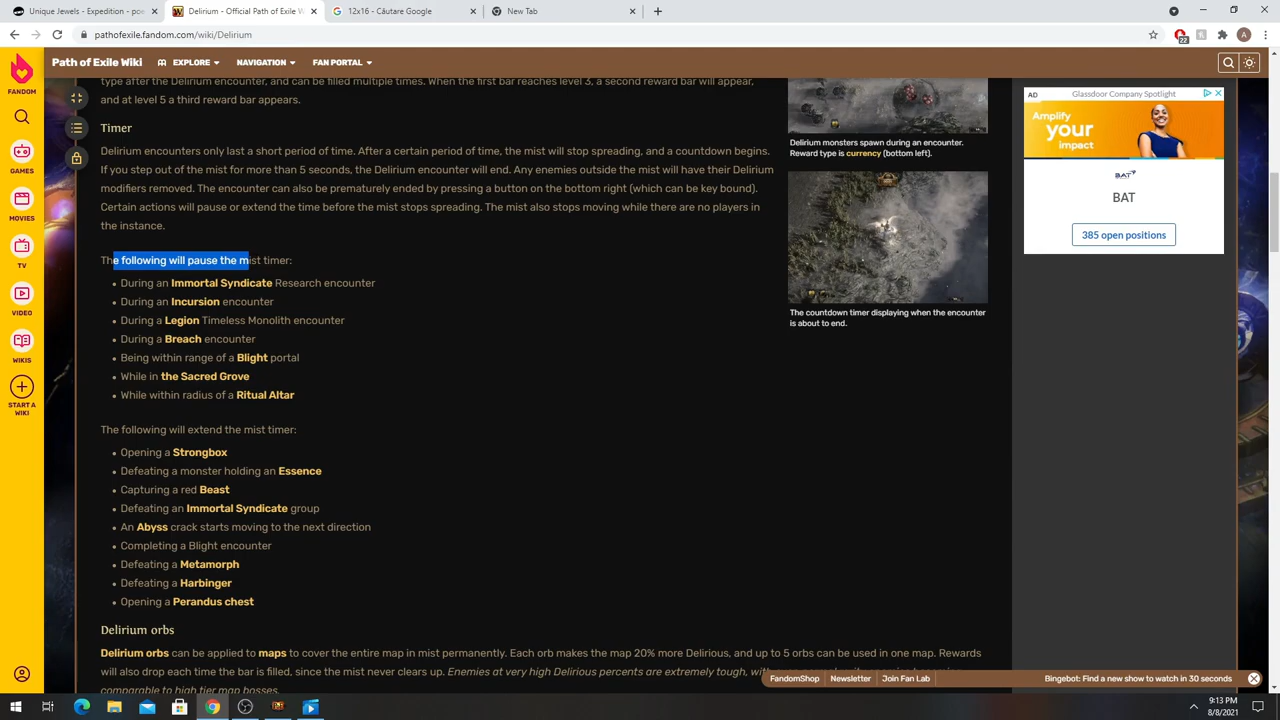 Unique Jewels - Expedition - poe
Delirium - Official Path of Exile W
12x16 - Căutare Google
New Tab
pathofexile.fandom.com/wiki/Delirium
22
A
FANDOM
GAMES
MOVIES
TV
VIDEO
WIKIS
START A
WIKI
Path of Exile Wiki
EXPLORE
NAVIGATION
FAN PORTAL
type after the Delirium encounter, and can be filled multiple times. When the first bar reaches level 3, a second reward bar will appear,
and at level 5 a third reward bar appears.
Timer
Delirium encounters only last a short period of time. After a certain period of time, the mist will stop spreading, and a countdown begins.
If you step out of the mist for more than 5 seconds, the encounter will end. Any enemies outside the mist will have their Delirium
modifiers removed. The encounter can also be prematurely ended by pressing a button on the bottom right (which can be key bound).
Certain actions will pause or extend the time before the mist stops spreading. The mist also stops moving while there are no players in
the instance.
The following will pause the mist timer:
• During an Immortal Syndicate Research encounter
• During an Incursion encounter
• During a Legion Timeless Monolith encounter
• During a Breach encounter
• Being within range of a Blight portal
• While in the Sacred Grove
• While within radius of a Ritual Altar
The following will extend the mist timer:
• Opening a Strongbox
• Defeating a monster holding an Essence
• Capturing a red Beast
• Defeating an Immortal Syndicate group
• An Abyss crack starts moving to the next direction
• Completing a Blight encounter
• Defeating a Metamorph
• Defeating a Harbinger
• Opening a Perandus chest
Delirium orbs
Delirium orbs can be applied to maps to cover the entire map in mist permanently. Each orb makes the map 20% more Delirious, and up to 5 orbs can be used in one map. Rewards
will also drop each time the bar is filled, since the mist never clears up. Enemies at very high Delirious percents are extremely tough, with
comparable to high tier map bosses.
Delirium monsters spawn during an encounter.
Reward type is currency (bottom left).
The countdown timer displaying when the encounter
is about to end.
AD
Glassdoor Company Spotlight
Amplify
your
impact
BAT
BAT
385 open positions
FandomShop
Newsletter
Join Fan Lab
Bingebot: Find a new show to watch in 30 seconds
9:13 PM
8/8/2021